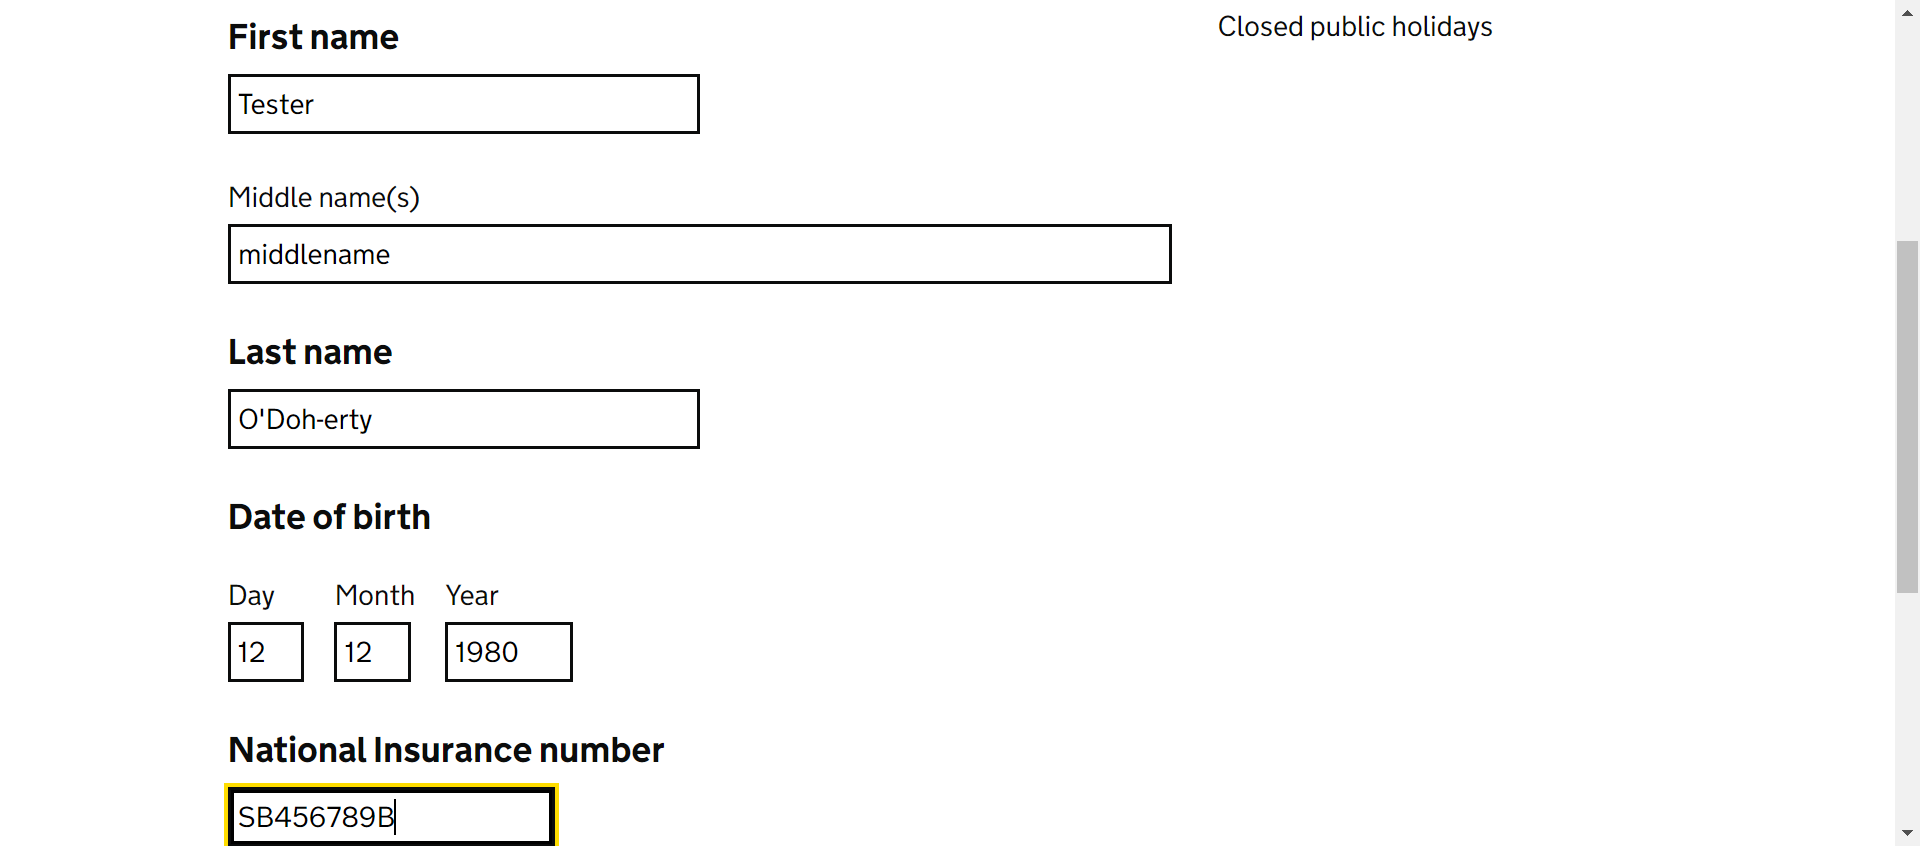 First name
Closed public holidays
Tester
Middle name(s)
middlename
Last name
O'Doh-erty
Date of birth
Day Month Year
12 12 1980
National Insurance number
SB456789B